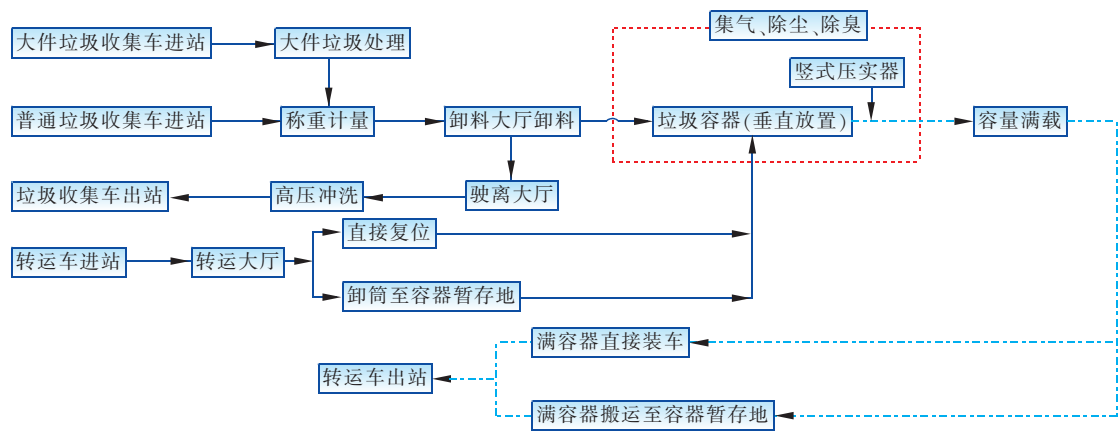 集气、除尘、除臭
大件垃圾收集车进站
大件垃圾处理
竖式压实器
普通垃圾收集车进站
称重计量
卸料大厅卸料
垃圾容器(垂直放置)
容量满载
垃圾收集车出站
高压冲洗
驶离大厅
直接复位
转运车进站
转运大厅
卸筒至容器暂存地
满容器直接装车
转运车出站
满容器搬运至容器暂存地